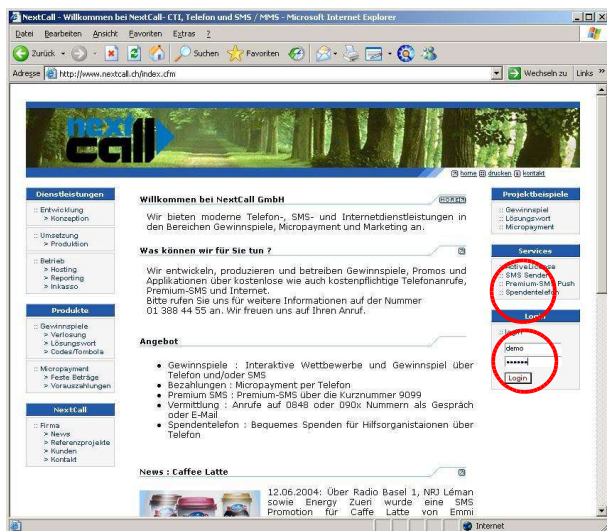 NextCall - Willkommen bei NextCall- CTI, Telefon und SMS / MMS - Microsoft Internet Explorer
Datei Bearbeiten Ansicht Favoriten Extras ?
Zurück Suchen Favoriten
Adresse http://www.nextcall.ch/index.cfm Wechseln zu Links »
next
call
home drucken kontakt
Dienstleistungen
:: Entwicklung
> Konzeption
:: Umsetzung
> Produktion
:: Betrieb
> Hosting
> Reporting
> Inkasso
Produkte
:: Gewinnspiele
> Verlosung
> Lösungswort
> Codes/Tombola
:: Micropayment
> Feste Beträge
> Vorauszahlungen
NextCall
:: Firma
> News
> Referenzprojekte
> Kunden
> Kontakt
Willkommen bei NextCall GmbH
Wir bieten moderne Telefon-, SMS- und Internetdienstleistungen in
den Bereichen Gewinnspiele, Micropayment und Marketing an.
Was können wir für Sie tun ?
Wir entwickeln, produzieren und betreiben Gewinnspiele, Promos und
Applikationen über kostenlose wie auch kostenpflichtige Telefonanrufe,
Premium-SMS und Internet.
Bitte rufen Sie uns für weitere Informationen auf der Nummer
01 388 44 55 an. Wir freuen uns auf Ihren Anruf.
Angebot
• Gewinnspiele : Interaktive Wettbewerbe und Gewinnspiel über
Telefon und/oder SMS
• Bezahlungen : Micropayment per Telefon
• Premium SMS : Premium-SMS über die Kurznummer 9099
• Vermittlung : Anrufe auf 0848 oder 090x Nummern als Gespräch
oder E-Mail
• Spendentelefon : Bequemes Spenden für Hilfsorganistaionen über
Telefon
News : Caffee Latte
12.06.2004: Über Radio Basel 1, NRJ Léman
sowie Energy Zueri wurde eine SMS
Promotion für Caffe Latte von Emmi
Projektbeispiele
:: Gewinnspiel
:: Lösungswort
:: Micropayment
Services
:: ActiveLicense
:: SMS Senden
:: Premium-SMS Push
:: Spendentelefon
Login
:: login
demo
••••••
Login
Internet